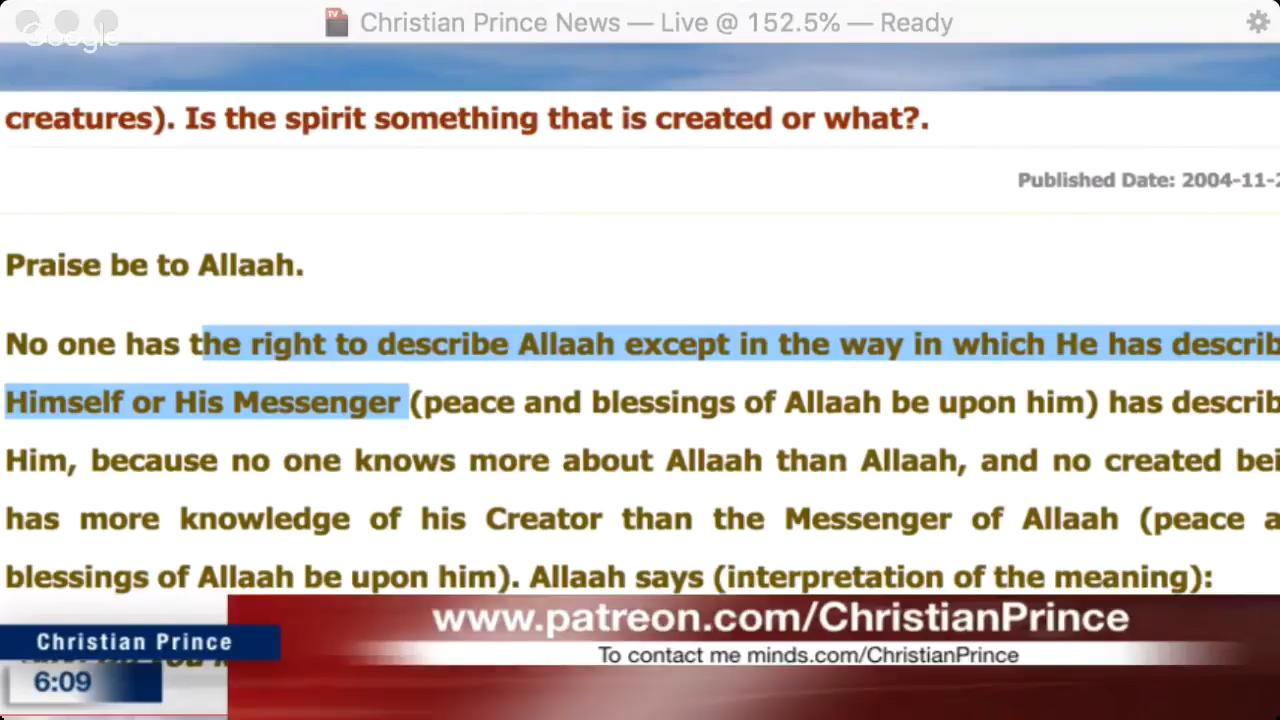 Christian Prince News — Live @ 152.5% — Ready
Google
creatures). Is the spirit something that is created or what?.
Published Date: 2004-11-
Praise be to Allaah.
No one has the right to describe Allaah except in the way in which He has describ
Himself or His Messenger (peace and blessings of Allaah be upon him) has describ
Him, because no one knows more about Allaah than Allaah, and no created bei
has more knowledge of his Creator than the Messenger of Allaah (peace a
blessings of Allaah be upon him). Allaah says (interpretation of the meaning):
www.patreon.com/ChristianPrince
Christian Prince
To contact me minds.com/ChristianPrince
6:09